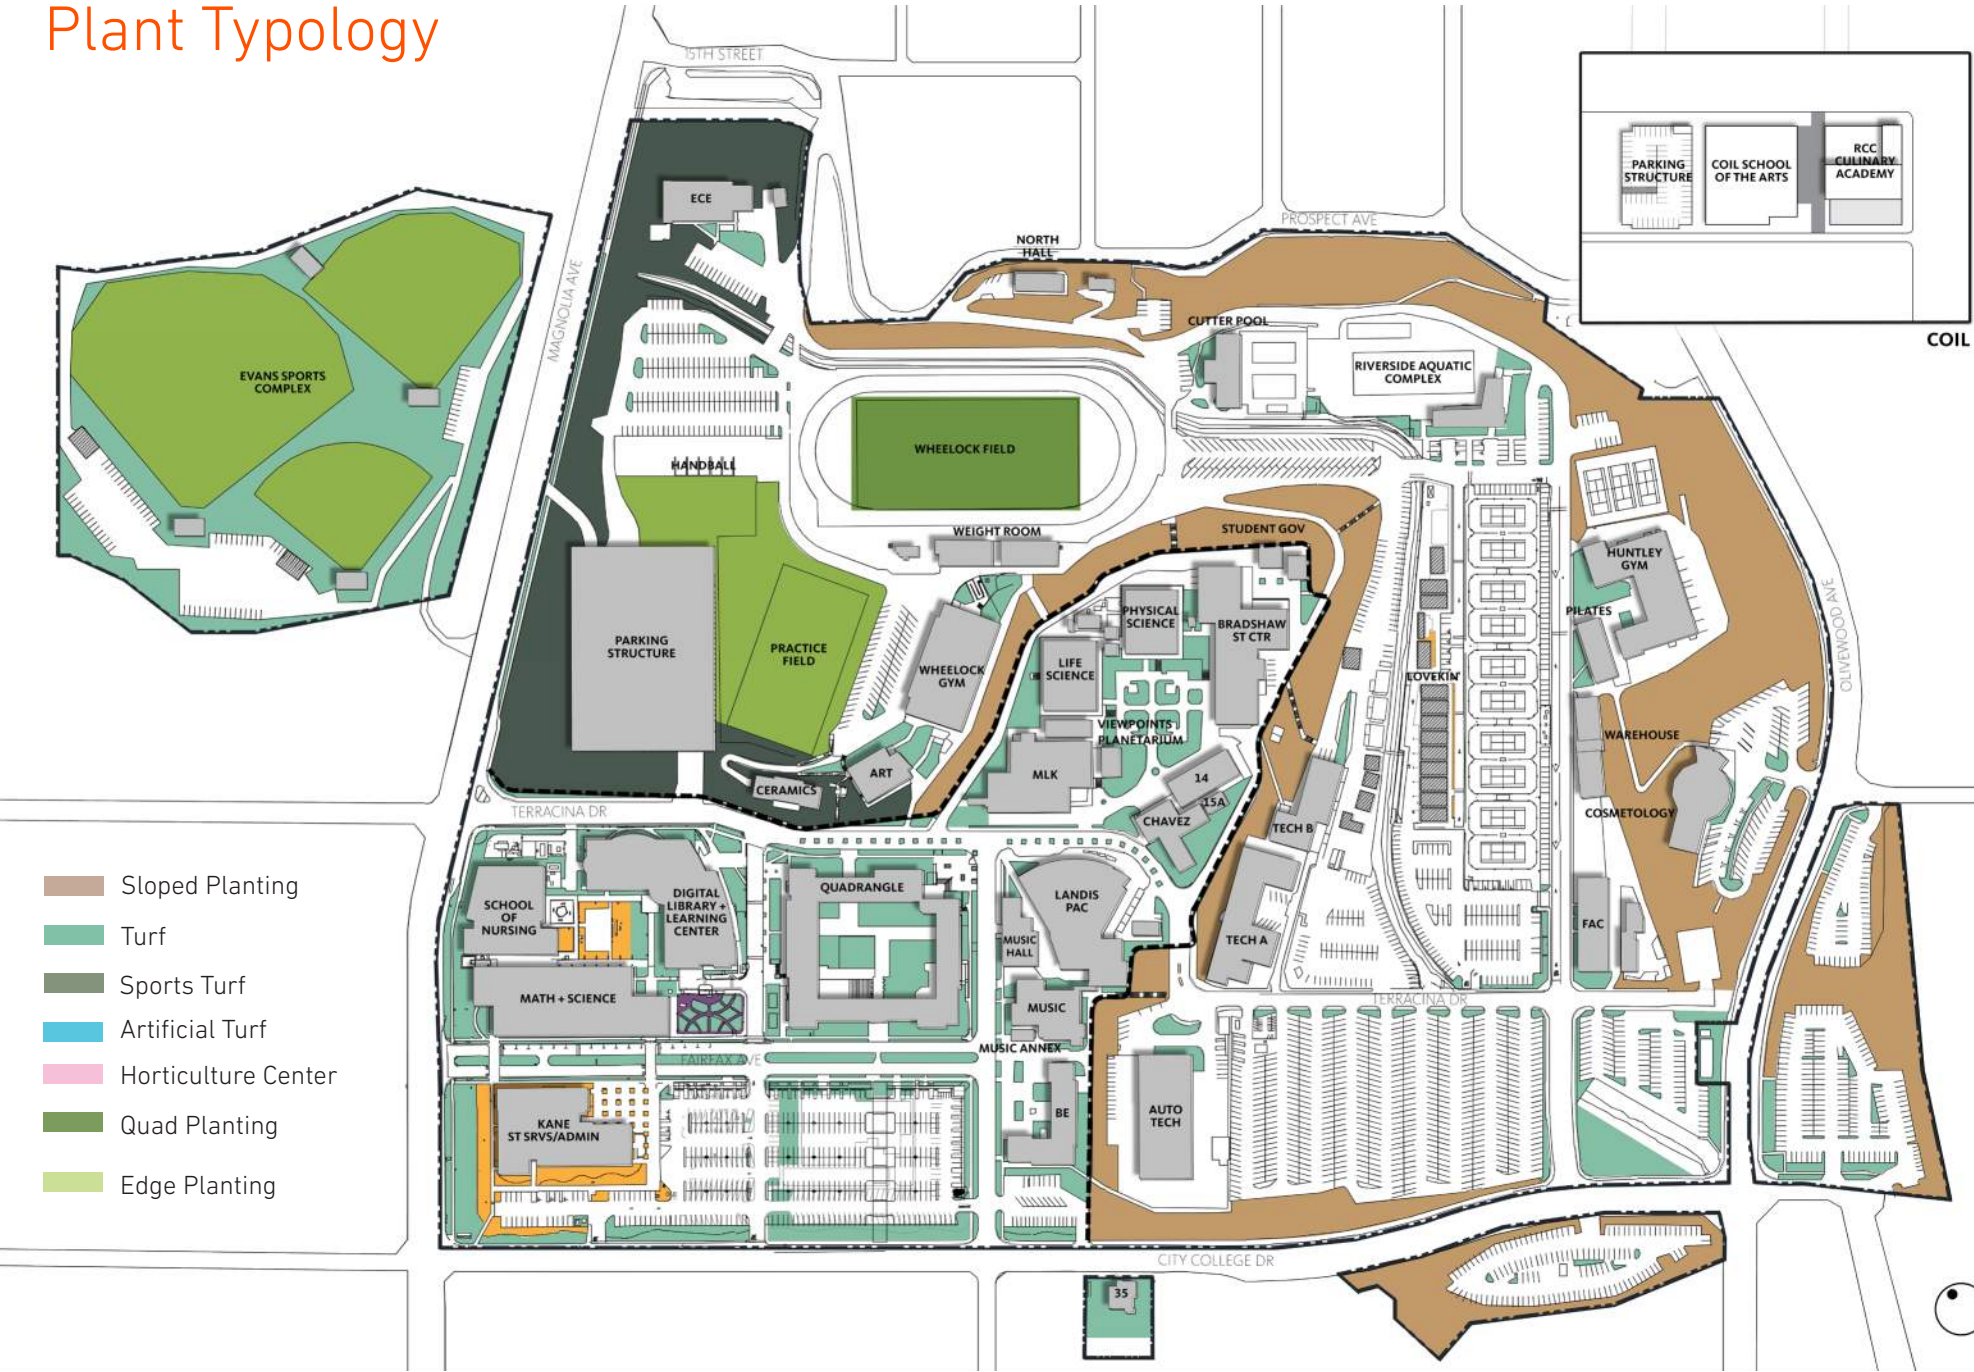 Plant Typology
15TH STREET
PROSPECT AVE
MAGNOLIA AVE
OLIVEWOOD AVE
PARKING
STRUCTURE
COIL SCHOOL
OF THE ARTS
RCC
CULINARY
ACADEMY
COIL
ECE
NORTH
HALL
CUTTER POOL
RIVERSIDE AQUATIC
COMPLEX
EVANS SPORTS
COMPLEX
WHEELOCK FIELD
HANDBALL
WEIGHT ROOM
STUDENT GOV
HUNTLEY
GYM
PILATES
PHYSICAL
SCIENCE
BRADSHAW
ST CTR
PARKING
STRUCTURE
PRACTICE
FIELD
WHEELOCK
GYM
LIFE
SCIENCE
LOVEKIN
VIEWPOINTS
PLANETARIUM
WAREHOUSE
ART
MLK
14
15A
CERAMICS
CHAVEZ
TECH B
COSMETOLOGY
TERRACINA DR
QUADRANGLE
LANDIS
PAC
SCHOOL
OF
NURSING
DIGITAL
LIBRARY +
LEARNING
CENTER
MUSIC
HALL
TECH A
FAC
MATH + SCIENCE
MUSIC
TERRACINA DR
MUSIC ANNEX
FAIRFAX AVE
KANE
ST SRVS/ADMIN
BE
AUTO
TECH
CITY COLLEGE DR
35
Sloped Planting
Turf
Sports Turf
Artificial Turf
Horticulture Center
Quad Planting
Edge Planting